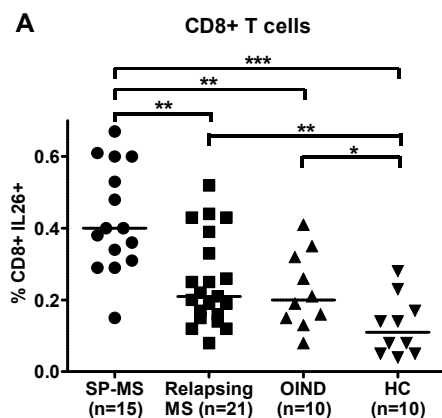 A
CD8+ T cells
***
**
**
**
*
% CD8+ IL26+
0.6
0.4
0.2
0.0
SP-MS
(n=15)
Relapsing
MS (n=21)
OIND
(n=10)
HC
(n=10)